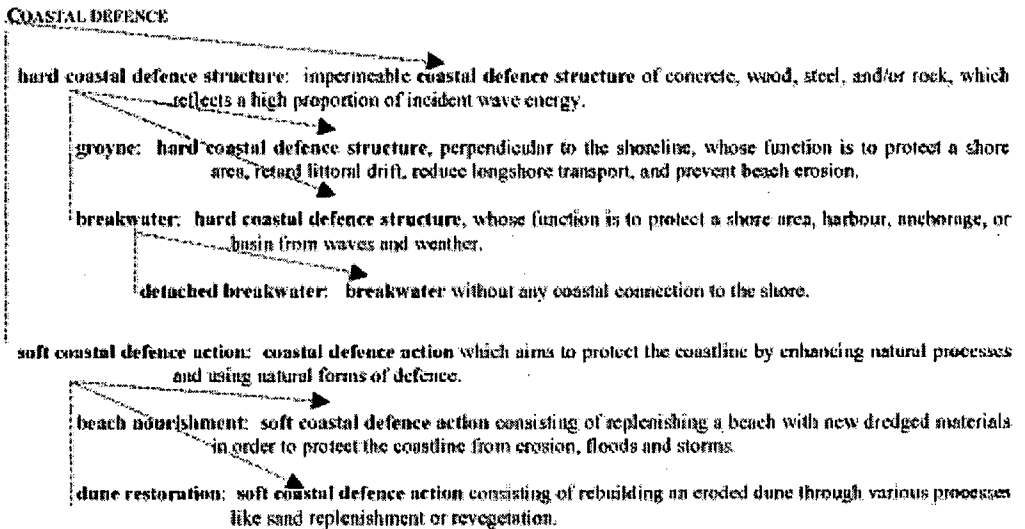 COASTAL DEFENCE
hard coastal defence structure: impermeable coastal defence structure of concrete, wood, steel, and/or rock, which
reflects a high proportion of incident wave energy.
groyne: hard coastal defence structure, perpendicular to the shoreline, whose function is to protect a shore
area, retard littoral drift, reduce longshore transport, and prevent beach erosion.
breakwater: hard coastal defence structure, whose function is to protect a shore area, harbour, anchorage, or
basin from waves and weather.
detached breakwater: breakwater without any coastal connection to the shore.
soft coastal defence action: coastal defence action which aims to protect the coastline by enhancing natural processes
and using natural forms of defence.
beach nourishment: soft coastal defence action consisting of replenishing a beach with new dredged materials
in order to protect the coastline from erosion, floods and storms.
dune restoration: soft coastal defence action consisting of rebuilding an eroded dune through various processes
like sand replenishment or revegetation.